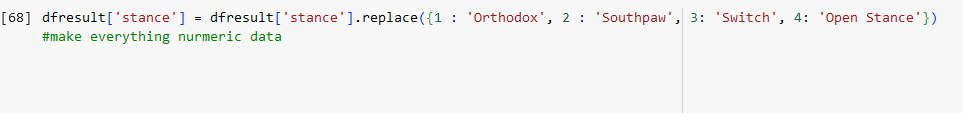 [68] dfresult['stance'] = dfresult['stance'].replace({1 : 'Orthodox', 2 : 'Southpaw', 3: 'Switch', 4: 'Open Stance'})
#make everything nurmeric data